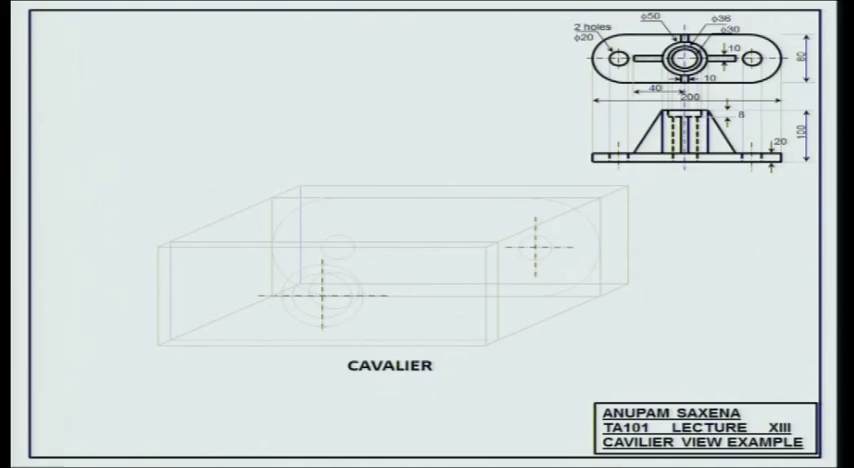 ϕ50
ϕ36
2 holes
ϕ20
ϕ30
10
80
10
40
200
8
100
20
CAVALIER
ANUPAM SAXENA
TA101 LECTURE XIII
CAVILIER VIEW EXAMPLE